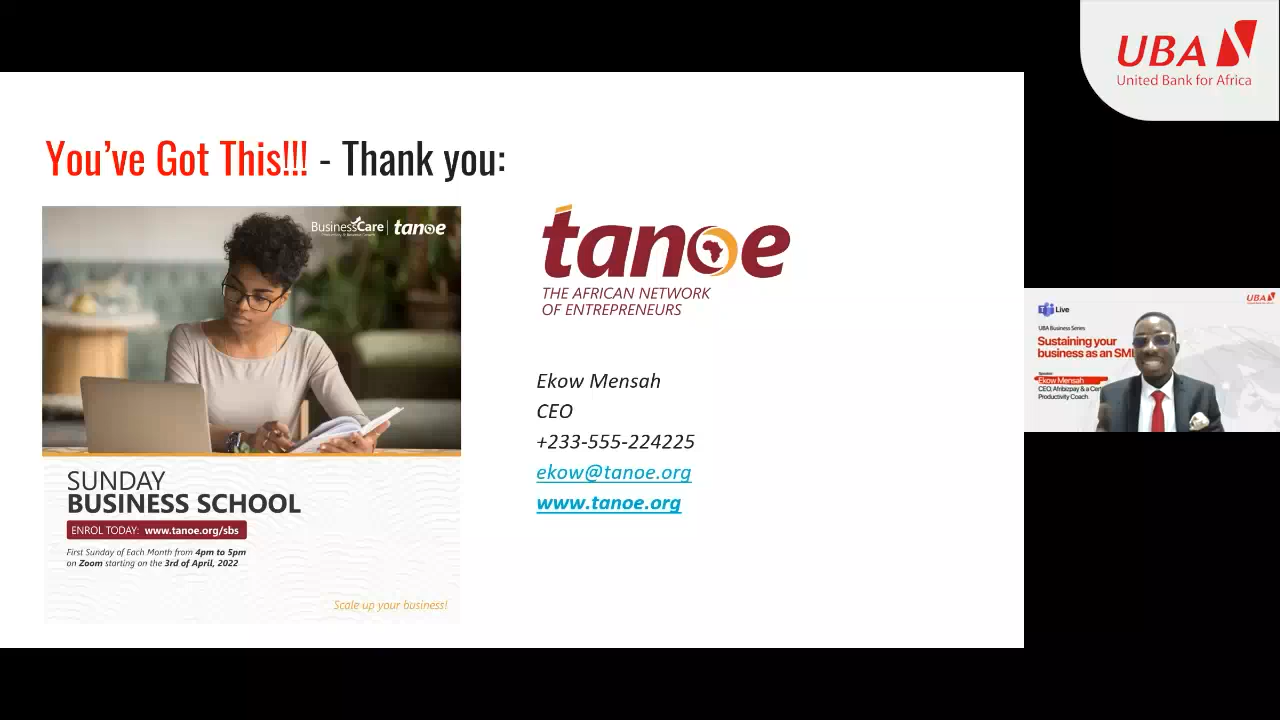 UBA
United Bank for Africa
You've Got This!!! - Thank you:
BusinessCare | tanoe
tanoe
THE AFRICAN NETWORK
OF ENTREPRENEURS
Ekow Mensah
CEO
+233-555-224225
ekow@tanoe.org
www.tanoe.org
SUNDAY
BUSINESS SCHOOL
ENROL TODAY: www.tanoe.org/sbs
First Sunday of Each Month from 4pm to 5pm
on Zoom starting on the 3rd of April, 2022
Scale up your business!
Live
UBA
UBA Business Series
Sustaining your
business as an SM
Speaker
Ekow Mensah
CEO, Afribizpay & a Cert
Productivity Coach